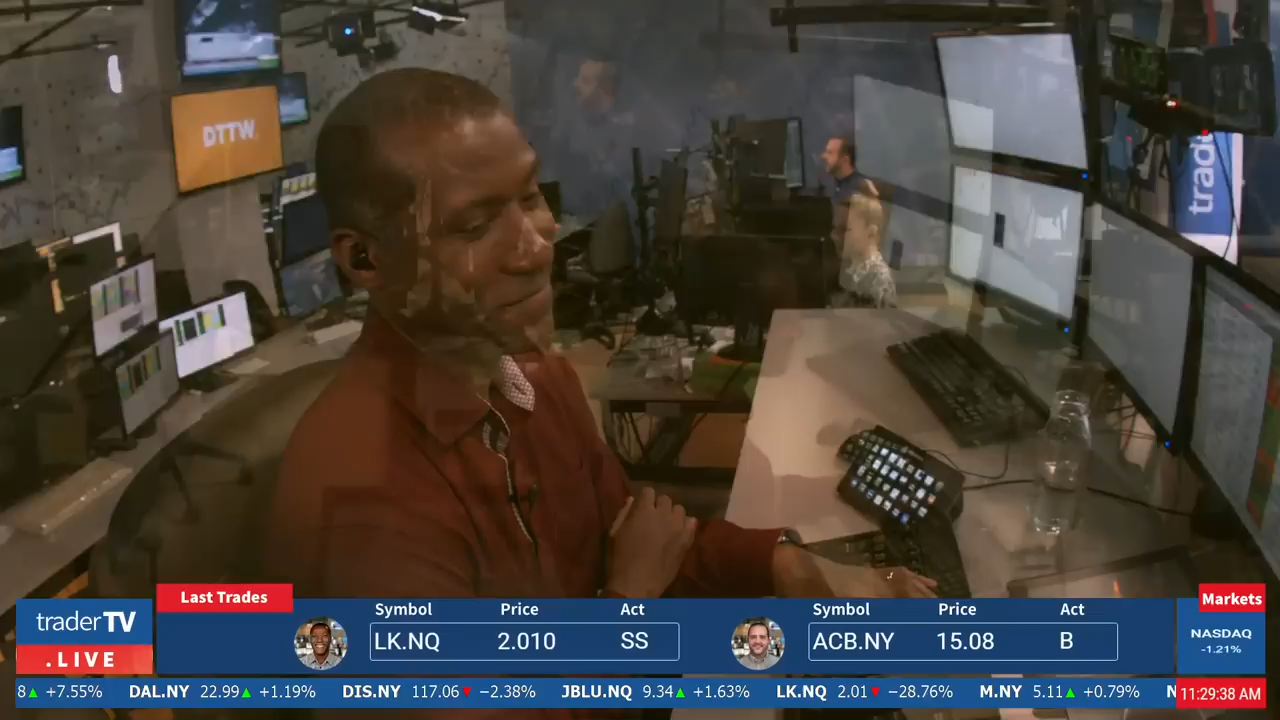 DTTW
trada
Last Trades
Markets
Symbol Price Act
Symbol Price Act
traderTV
.LIVE
LK.NQ 2.010 SS
ACB.NY 15.08 B
NASDAQ
-1.21%
8▲ +7.55% DAL.NY 22.99▲ +1.19% DIS.NY 117.06▼ −2.38% JBLU.NQ 9.34▲ +1.63% LK.NQ 2.01▼ −28.76% M.NY 5.11▲ +0.79% N
11:29:38 AM